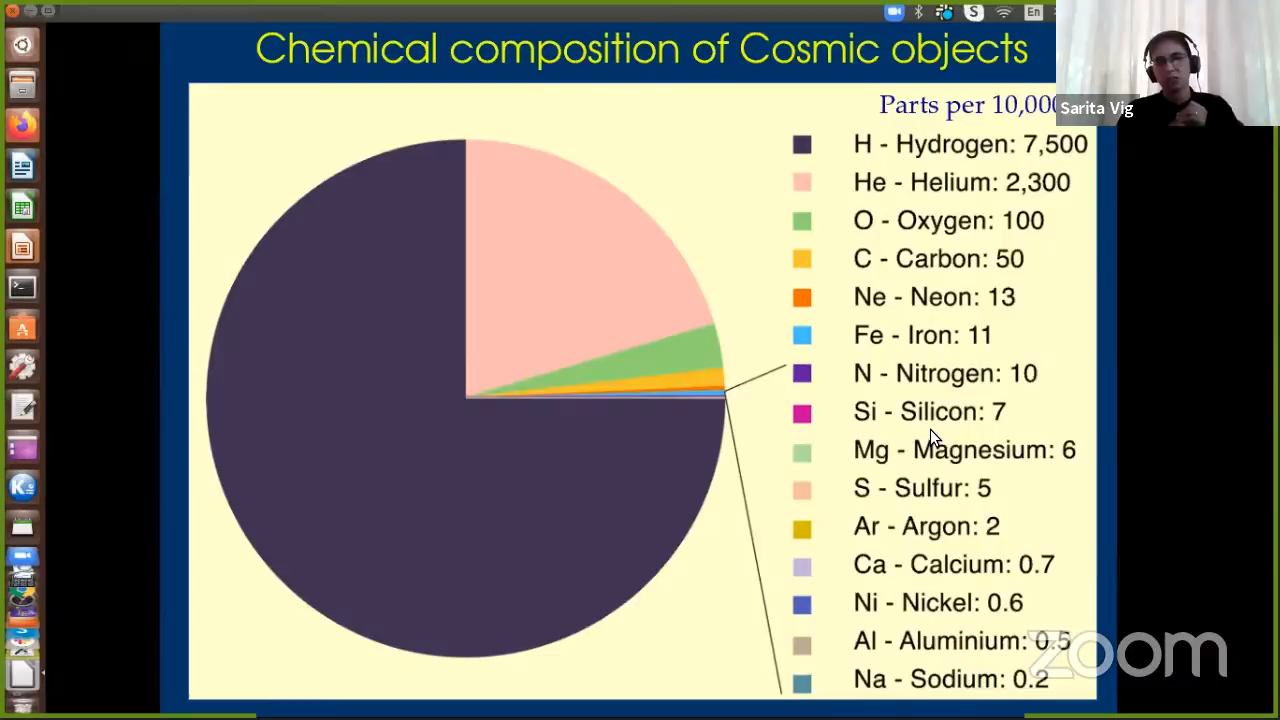 En
Chemical composition of Cosmic objects
Parts per 10,000
Sarita Vig
H - Hydrogen: 7,500
He - Helium: 2,300
O - Oxygen: 100
C - Carbon: 50
Ne - Neon: 13
Fe - Iron: 11
N - Nitrogen: 10
Si - Silicon: 7
Mg - Magnesium: 6
S - Sulfur: 5
Ar - Argon: 2
Ca - Calcium: 0.7
Ni - Nickel: 0.6
Al - Aluminium: 0.5
Na - Sodium: 0.2
zoom